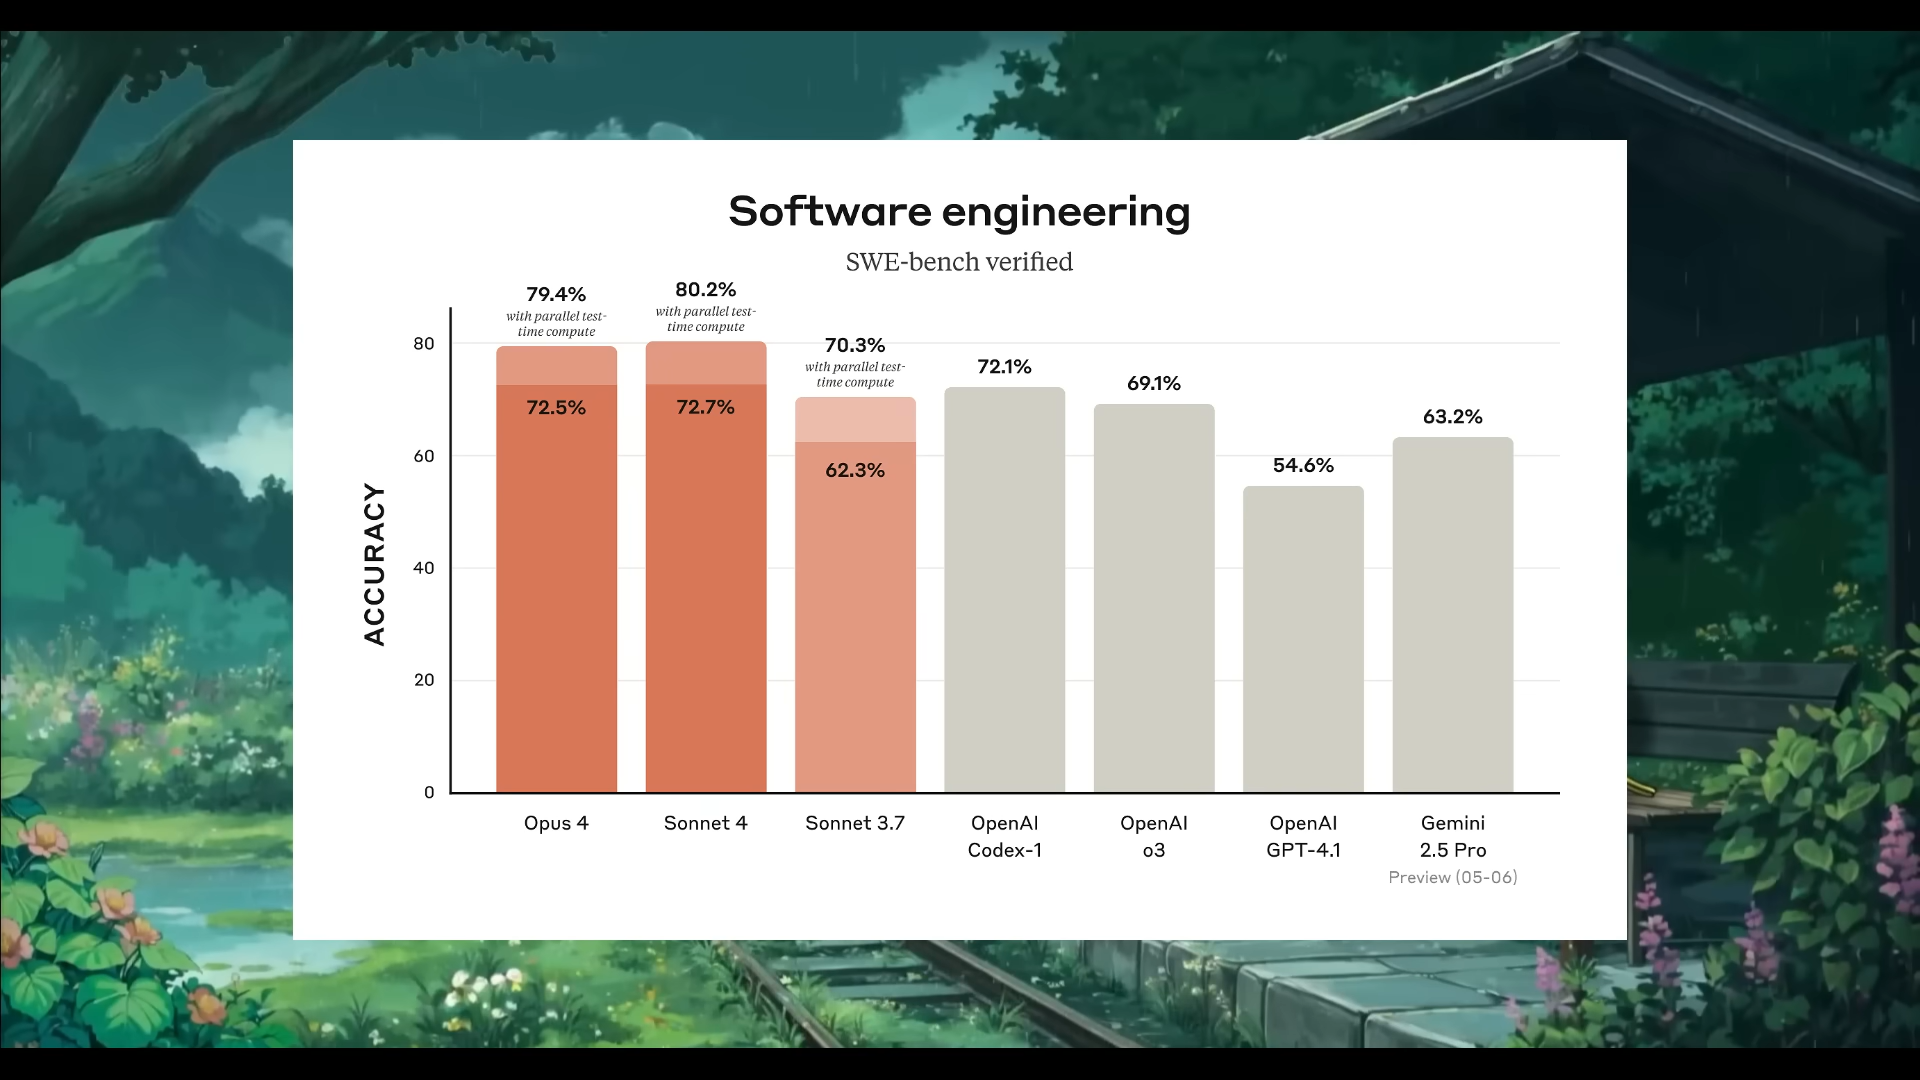 Software engineering
SWE-bench verified
79.4%
with parallel test-
time compute
80.2%
with parallel test-
time compute
70.3%
with parallel test-
time compute
72.1%
69.1%
54.6%
63.2%
72.5%
72.7%
62.3%
ACCURACY
80
60
40
20
0
Opus 4
Sonnet 4
Sonnet 3.7
OpenAI
Codex-1
OpenAI
o3
OpenAI
GPT-4.1
Gemini
2.5 Pro
Preview (05-06)